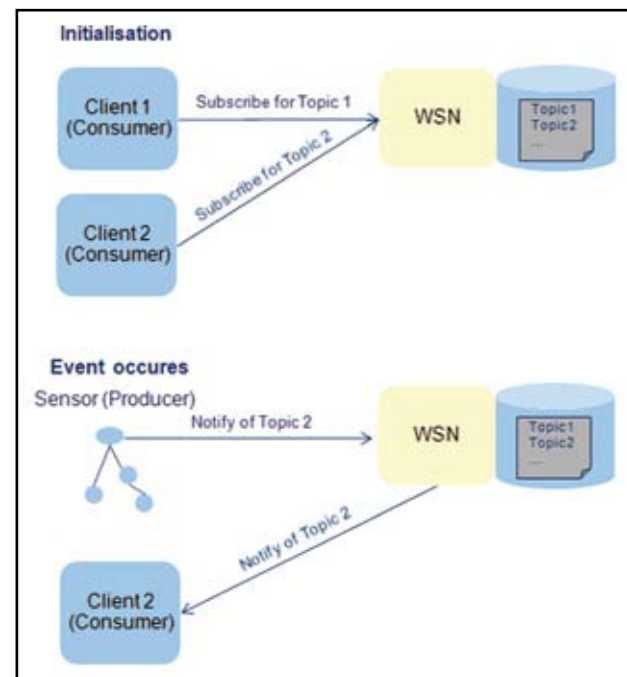 Initialisation
Client 1
(Consumer)
Subscribe for Topic 1
WSN
Topic1
Topic2
...
Subscribe for Topic 2
Client 2
(Consumer)
Event occures
Sensor (Producer)
Notify of Topic 2
WSN
Topic1
Topic2
...
Notify of Topic 2
Client 2
(Consumer)